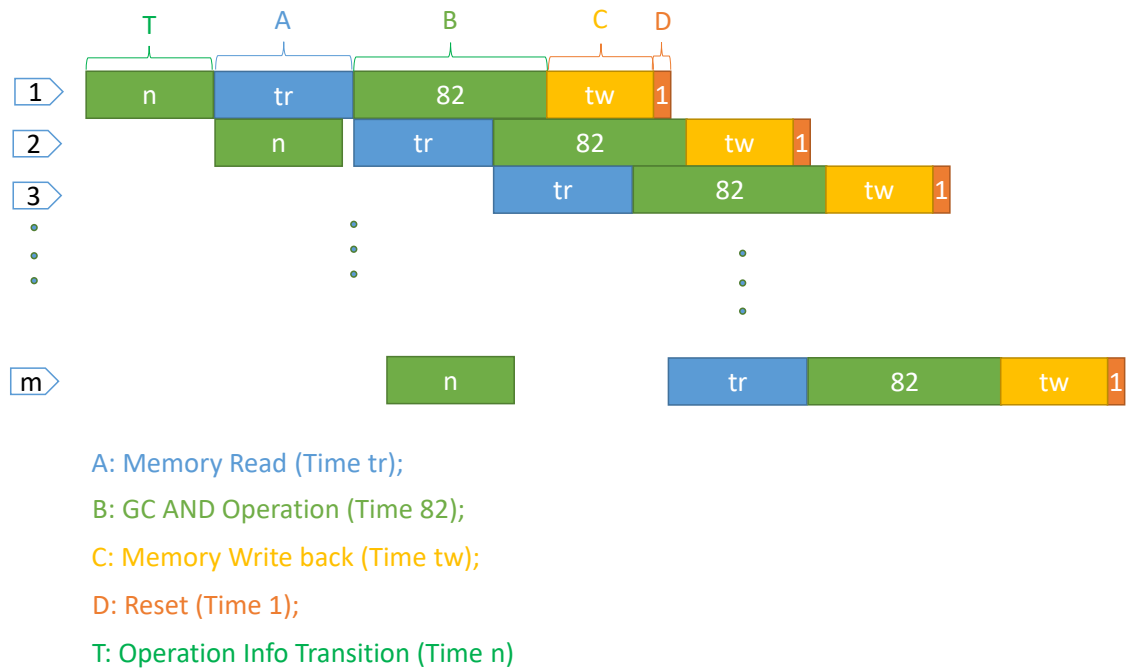 T A B C D
1 n tr 82 tw 1
2 n tr 82 tw 1
3 tr 82 tw 1
m n tr 82 tw 1
A: Memory Read (Time tr);
B: GC AND Operation (Time 82);
C: Memory Write back (Time tw);
D: Reset (Time 1);
T: Operation Info Transition (Time n)